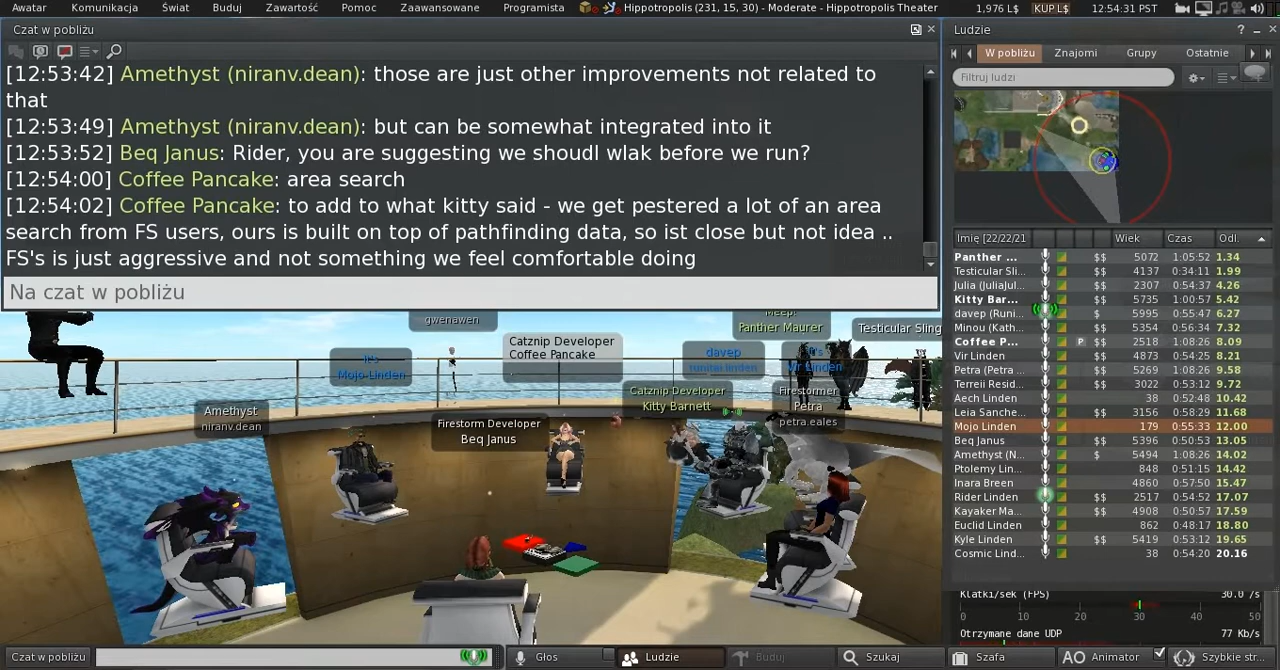 Awatar Komunikacja Świat Buduj Zawartość Pomoc Zaawansowane Programista Hippotropolis (231, 15, 30) - Moderate - Hippotropolis Theater 1,976 L$ KUP L$ 12:54:31 PST
Czat w pobliżu
[12:53:42] Amethyst (niranv.dean): those are just other improvements not related to
that
[12:53:49] Amethyst (niranv.dean): but can be somewhat integrated into it
[12:53:52] Beq Janus: Rider, you are suggesting we shoudl wlak before we run?
[12:54:00] Coffee Pancake: area search
[12:54:02] Coffee Pancake: to add to what kitty said - we get pestered a lot of an area
search from FS users, ours is built on top of pathfinding data, so ist close but not idea ..
FS's is just aggressive and not something we feel comfortable doing
Na czat w pobliżu
Ludzie
W pobliżu Znajomi Grupy Ostatnie
Filtruj ludzi
Imię [22/22/21 Wiek Czas Odl.
Panther ... $$ 5072 1:05:52 1.34
Testicular Sli... $$ 4137 0:34:11 1.99
Julia (JuliaJul... $$ 2307 0:54:37 4.26
Kitty Bar... $$ 5735 1:00:57 5.42
davep (Runi... $ 5995 0:55:47 6.27
Minou (Kath... $$ 5354 0:56:34 7.32
Coffee P... P $$ 2518 1:08:26 8.09
Vir Linden $$ 4873 0:54:25 8.21
Petra (Petra ... $$ 5269 1:08:26 9.58
Terreii Resid... $$ 3022 0:53:12 9.72
Aech Linden 38 0:52:48 10.42
Leia Sanche... $$ 3156 0:58:29 11.68
Mojo Linden 179 0:55:33 12.00
Beq Janus $$ 5396 0:50:53 13.05
Amethyst (N... $ 5494 1:08:26 14.02
Ptolemy Lin... 848 0:51:15 14.42
Inara Breen 4860 0:57:50 15.47
Rider Linden $$ 2517 0:54:52 17.07
Kayaker Ma... $$ 4908 0:50:57 17.59
Euclid Linden 862 0:48:17 18.80
Kyle Linden $$ 5419 0:53:12 19.65
Cosmic Lind... 38 0:54:20 20.16
Klatki/sek (FPS) 30.0 /s
0 10 20 30 40 50
Otrzymane dane UDP 77 Kb/s
gwenawen
Meep!
Panther Maurer
Testicular Sling
Catznip Developer
Coffee Pancake
It's
Mojo Linden
davep
runitai.linden
It's
Vir Linden
Catznip Developer
Kitty Barnett
Firestormer
Petra
petra.eales
Amethyst
niranv.dean
Firestorm Developer
Beq Janus
Czat w pobliżu Głos Ludzie Buduj Szukaj Szafa AO Animator Szybkie str...